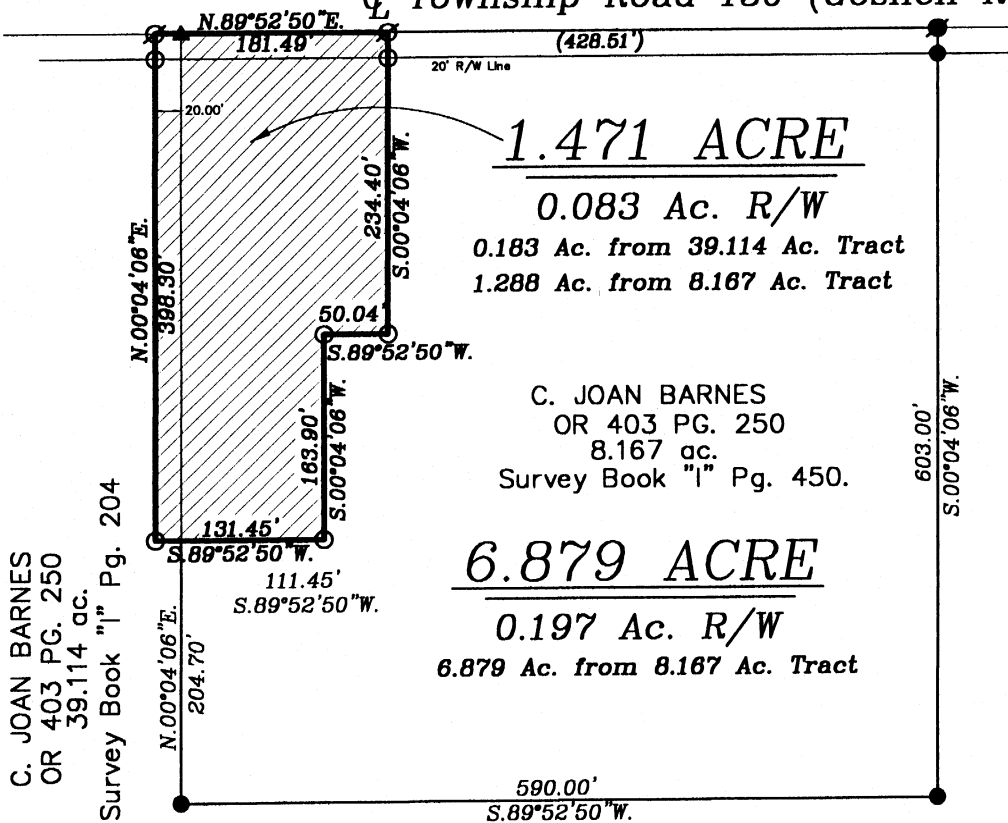 ℄ Township Road
N.89°52'50"E.
181.49'
(428.51')
20' R/W Line
20.00'
1.471 ACRE
0.083 Ac. R/W
0.183 Ac. from 39.114 Ac. Tract
1.288 Ac. from 8.167 Ac. Tract
234.40'
S.00°04'06"W.
N.00°04'06"E.
398.30'
50.04'
S.89°52'50"W.
163.90'
S.00°04'06"W.
C. JOAN BARNES
OR 403 PG. 250
8.167 ac.
Survey Book "I" Pg. 450.
603.00'
S.00°04'06"W.
131.45'
S.89°52'50"W.
111.45'
S.89°52'50"W.
6.879 ACRE
0.197 Ac. R/W
6.879 Ac. from 8.167 Ac. Tract
C. JOAN BARNES
OR 403 PG. 250
39.114 ac.
Survey Book "I" Pg. 204
N.00°04'06"E.
204.70'
590.00'
S.89°52'50"W.